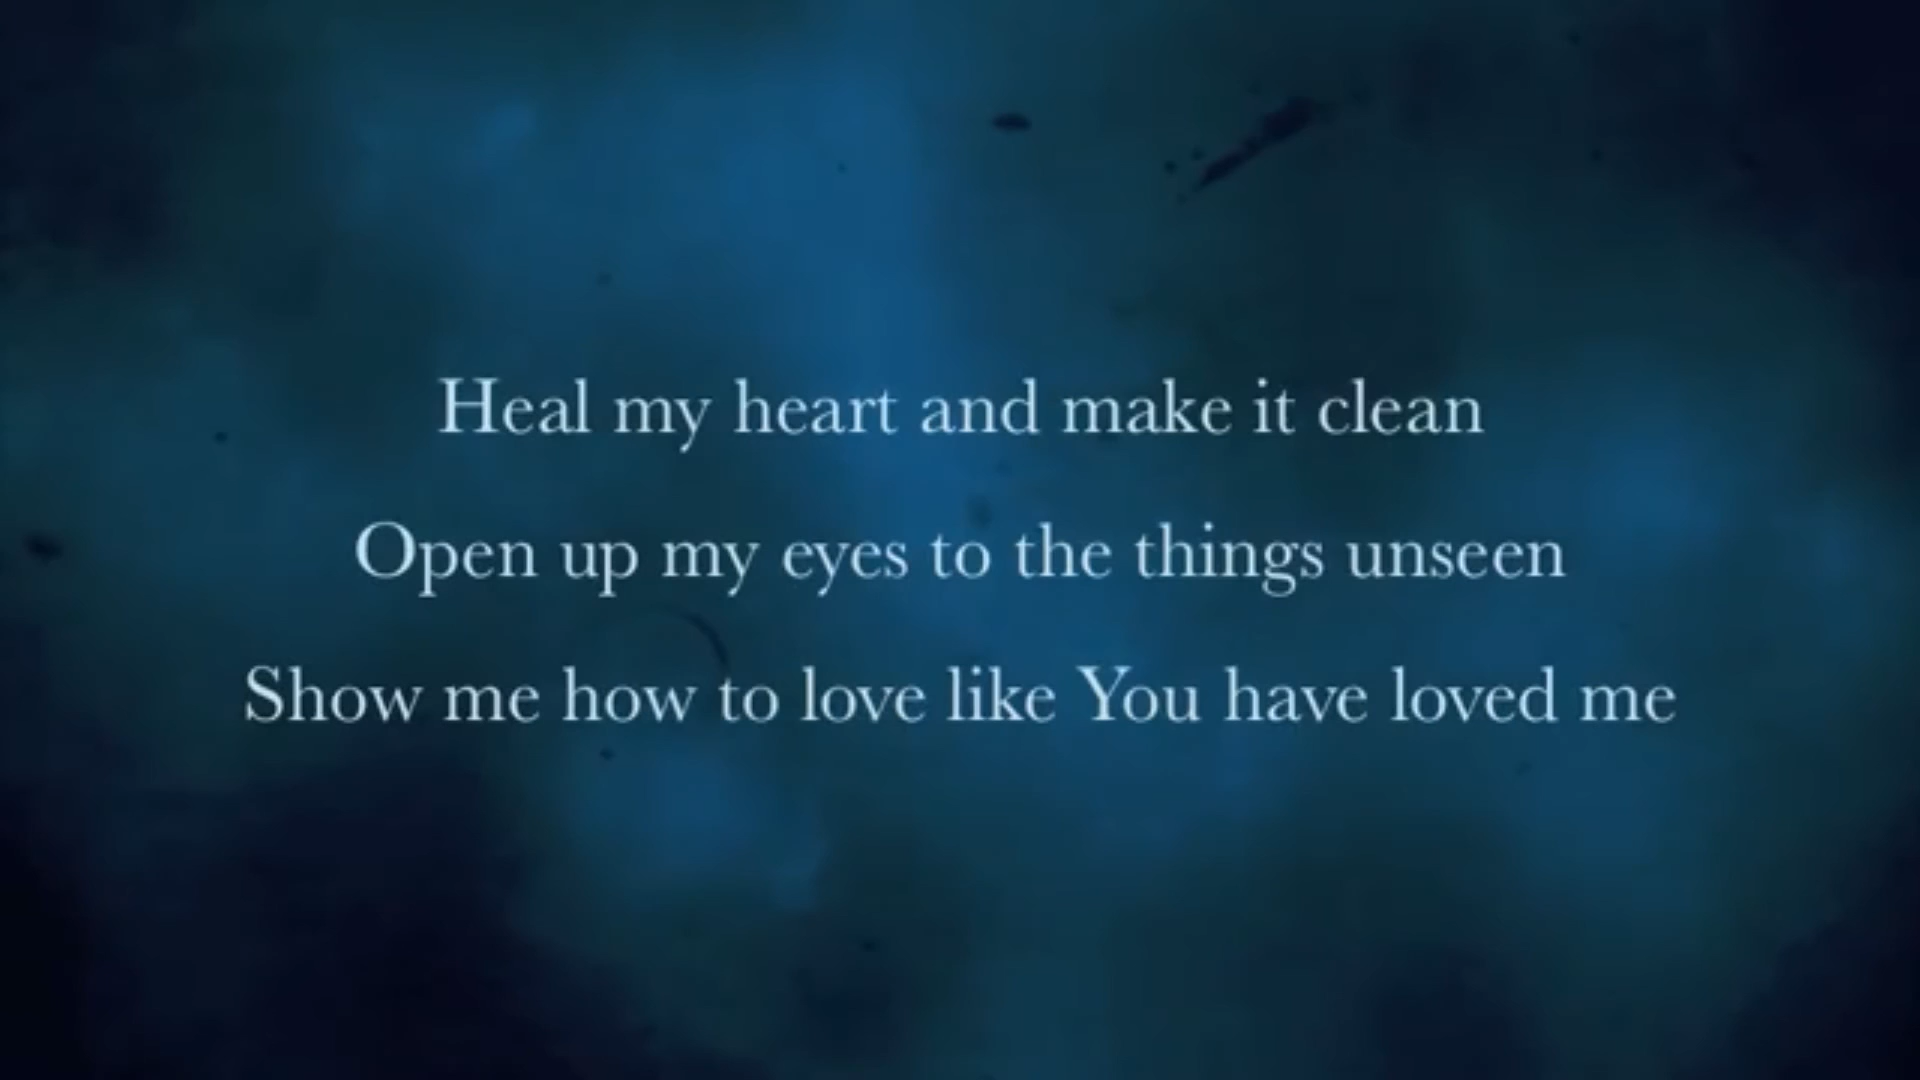 Heal my heart and make it clean
Open up my eyes to the things unseen
Show me how to love like You have loved me